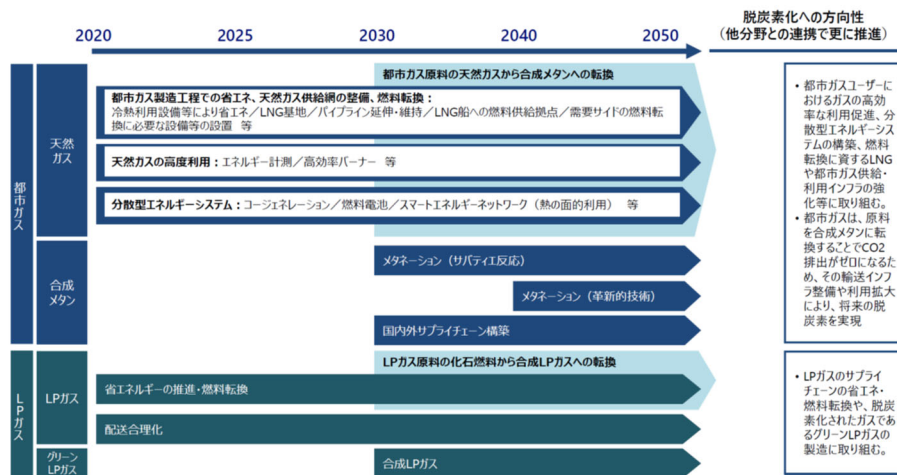 脱炭素化への方向性
(他分野との連携で更に推進)
2020
2025
2030
2040
2050
都市ガス
天然
ガス
都市ガス原料の天然ガスから合成メタンへの転換
都市ガス製造工程での省エネ、天然ガス供給網の整備、燃料転換:
冷熱利用設備等により省エネ/LNG基地/パイプライン延伸・維持/LNG船への燃料供給拠点/需要サイドの燃料転
換に必要な設備等の設置 等
天然ガスの高度利用:エネルギー計測/高効率バーナー 等
分散型エネルギーシステム:コージェネレーション/燃料電池/スマートエネルギーネットワーク(熱の面的利用) 等
合成
メタン
メタネーション(サバティエ反応)
メタネーション(革新的技術)
国内外サプライチェーン構築
・都市ガスユーザーに
おけるガスの高効
率な利用促進、分
散型エネルギーシス
テムの構築、燃料
転換に資するLNG
や都市ガス供給・
利用インフラの強
化等に取り組む。
・都市ガスは、原料
を合成メタンに転
換することでCO2
排出がゼロになるた
め、その輸送インフ
ラ整備や利用拡大
により、将来の脱
炭素を実現
LPガス
LPガス
LPガス原料の化石燃料から合成LPガスへの転換
省エネルギーの推進・燃料転換
配送合理化
グリーン
LPガス
合成LPガス
・LPガスのサプライ
チェーンの省エネ・
燃料転換や、脱炭
素化されたガスであ
るグリーンLPガスの
製造に取り組む。